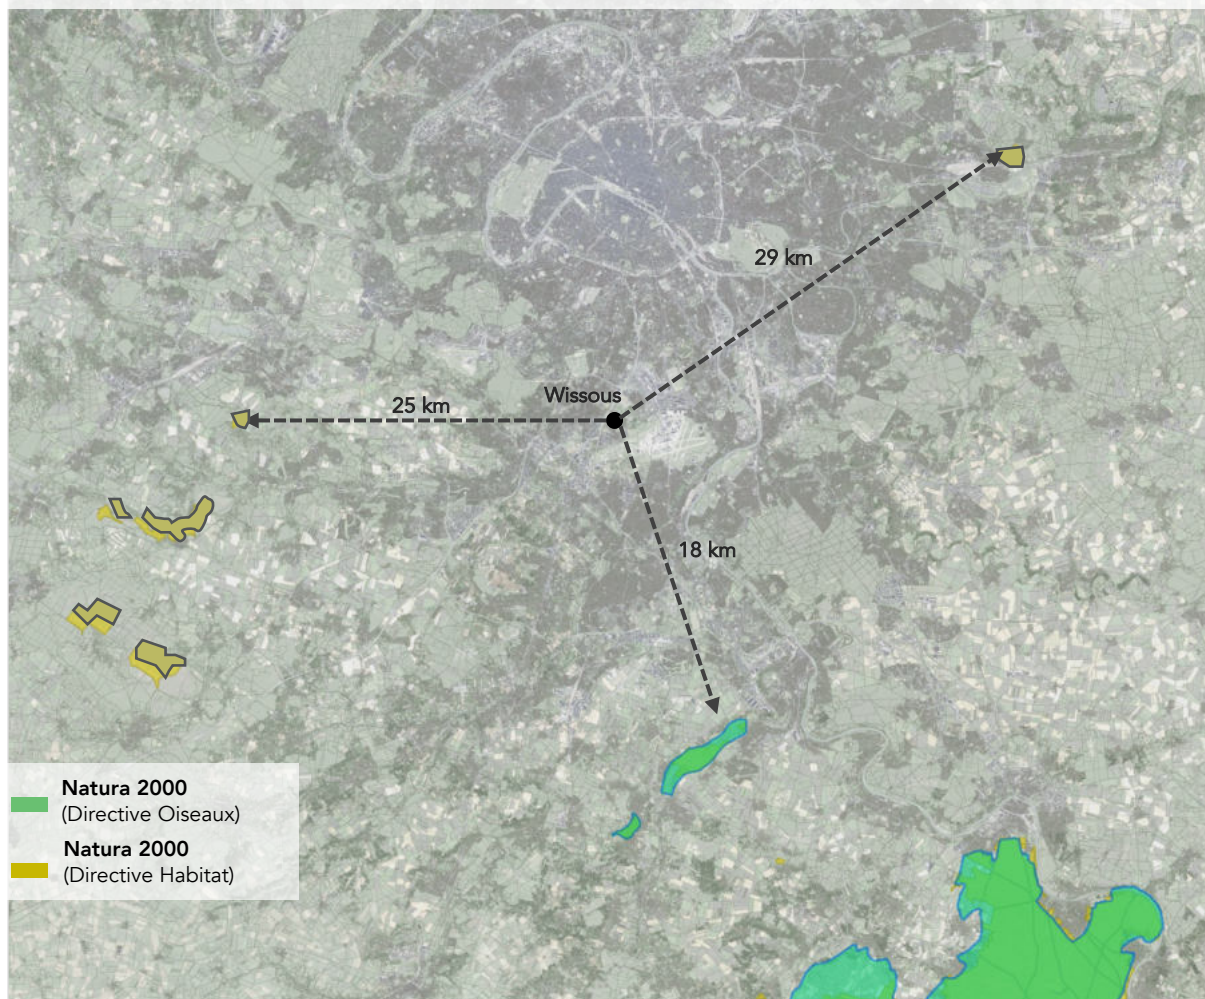 29 km
Wissous
25 km
18 km
Natura 2000
(Directive Oiseaux)
Natura 2000
(Directive Habitat)